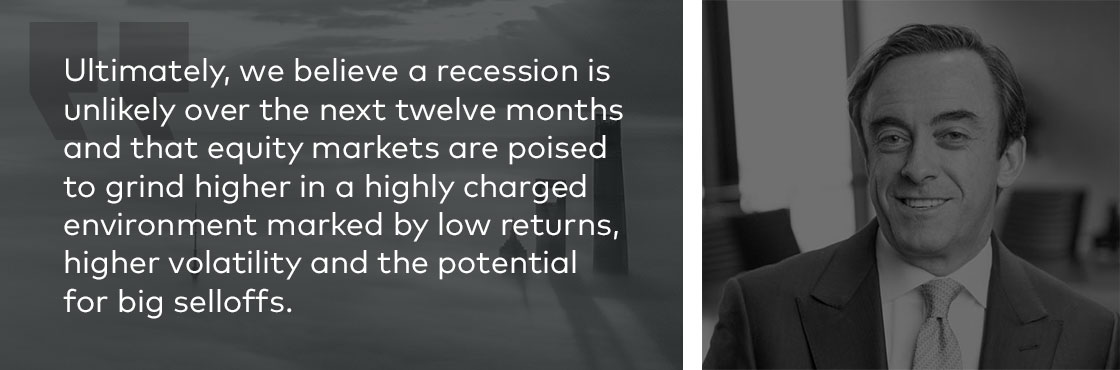 Ultimately, we believe a recession is
unlikely over the next twelve months
and that equity markets are poised
to grind higher in a highly charged
environment marked by low returns,
higher volatility and the potential
for big selloffs.